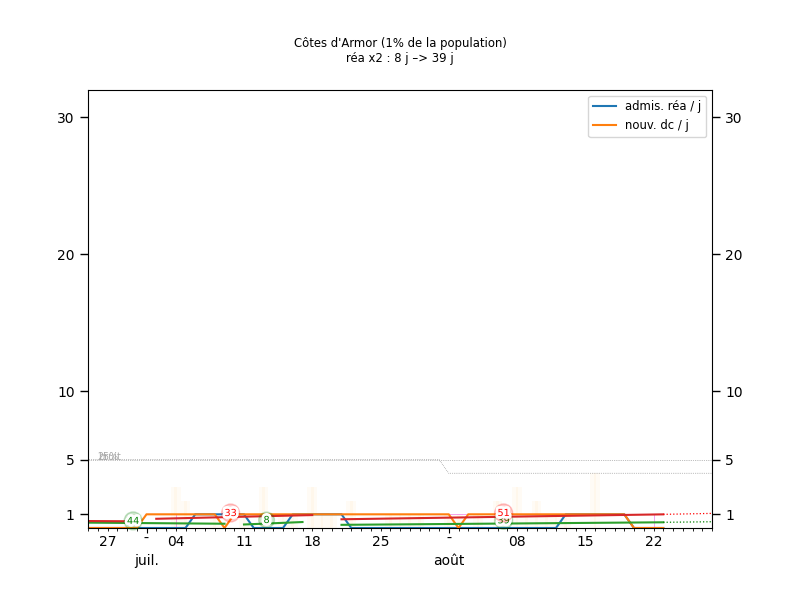 Côtes d'Armor (1% de la population)
réa x2 : 8 j –> 39 j
admis. réa / j
nouv. dc / j
30 30
20 20
10 10
5 5
1 1
44 33 8 51
27 - 04 11 18 25 - 08 15 22
juil. août